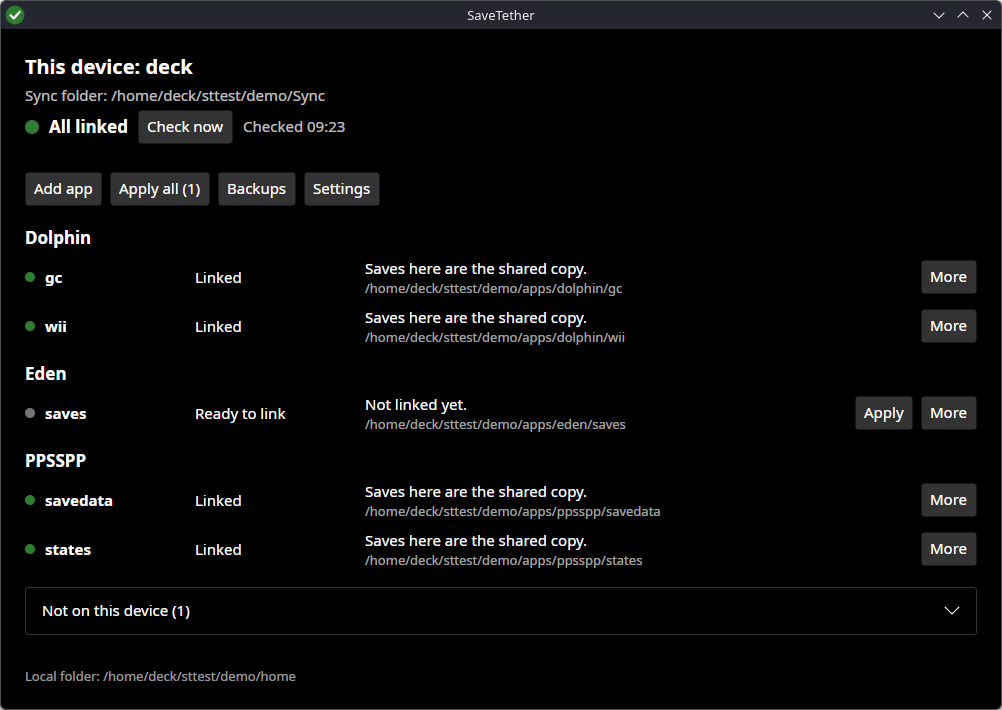 SaveTether
This device: deck
Sync folder: /home/deck/sttest/demo/Sync
All linked Check now Checked 09:23
Add app Apply all (1) Backups Settings
Dolphin
gc Linked Saves here are the shared copy. More
/home/deck/sttest/demo/apps/dolphin/gc
wii Linked Saves here are the shared copy. More
/home/deck/sttest/demo/apps/dolphin/wii
Eden
saves Ready to link Not linked yet. Apply More
/home/deck/sttest/demo/apps/eden/saves
PPSSPP
savedata Linked Saves here are the shared copy. More
/home/deck/sttest/demo/apps/ppsspp/savedata
states Linked Saves here are the shared copy. More
/home/deck/sttest/demo/apps/ppsspp/states
Not on this device (1)
Local folder: /home/deck/sttest/demo/home